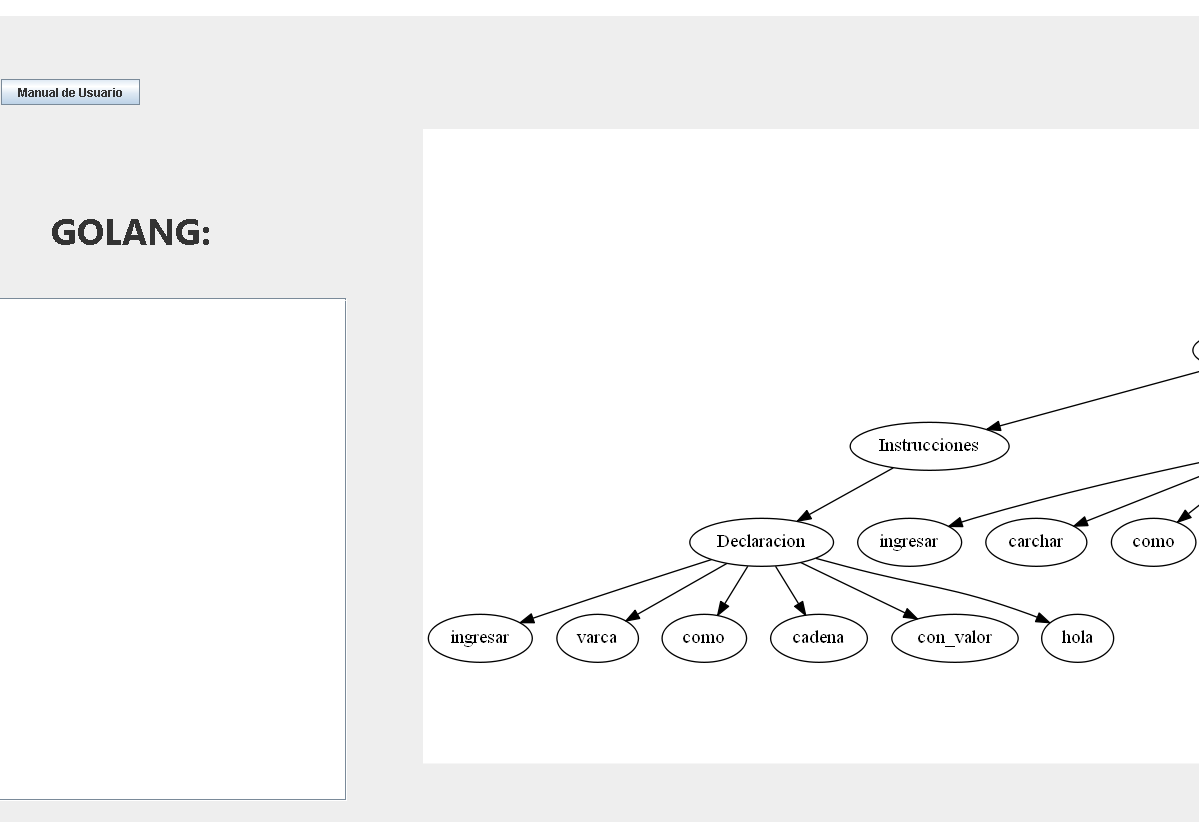 Manual de Usuario
GOLANG:
Instrucciones
Declaracion
ingresar
carchar
como
ingresar
varca
como
cadena
con_valor
hola